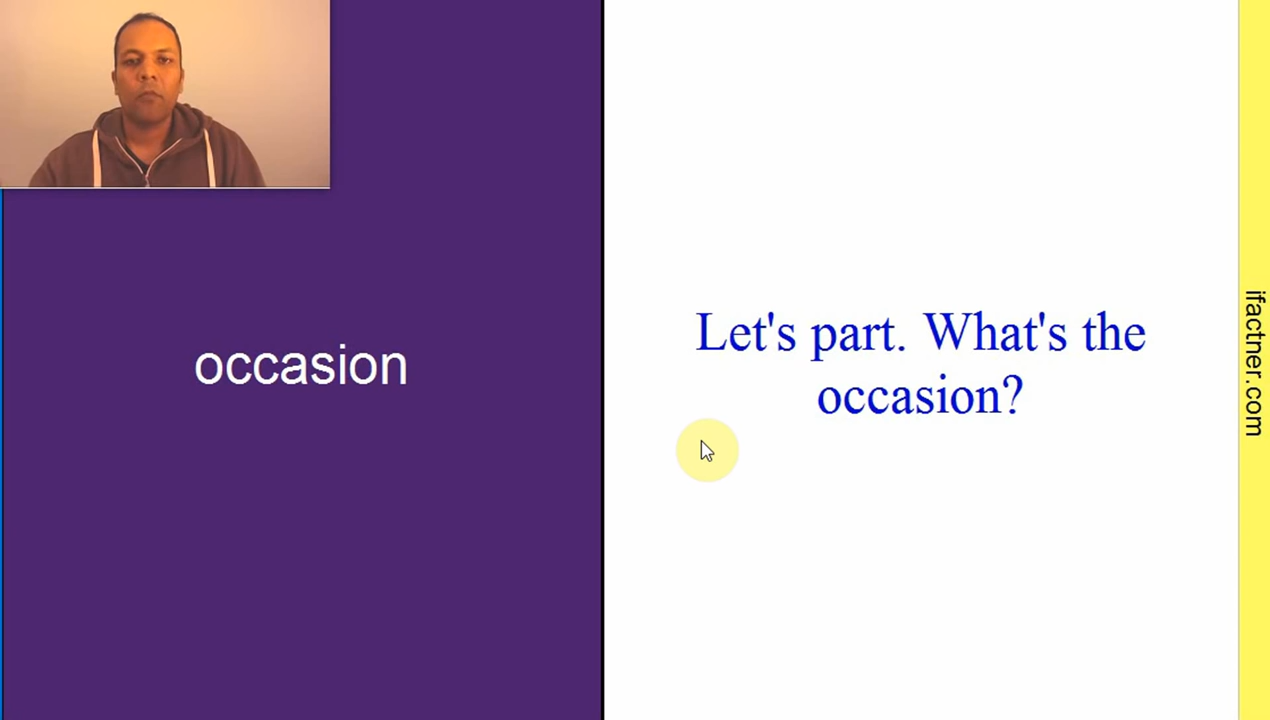 occasion
Let's part. What's the
occasion?
ifactner.com